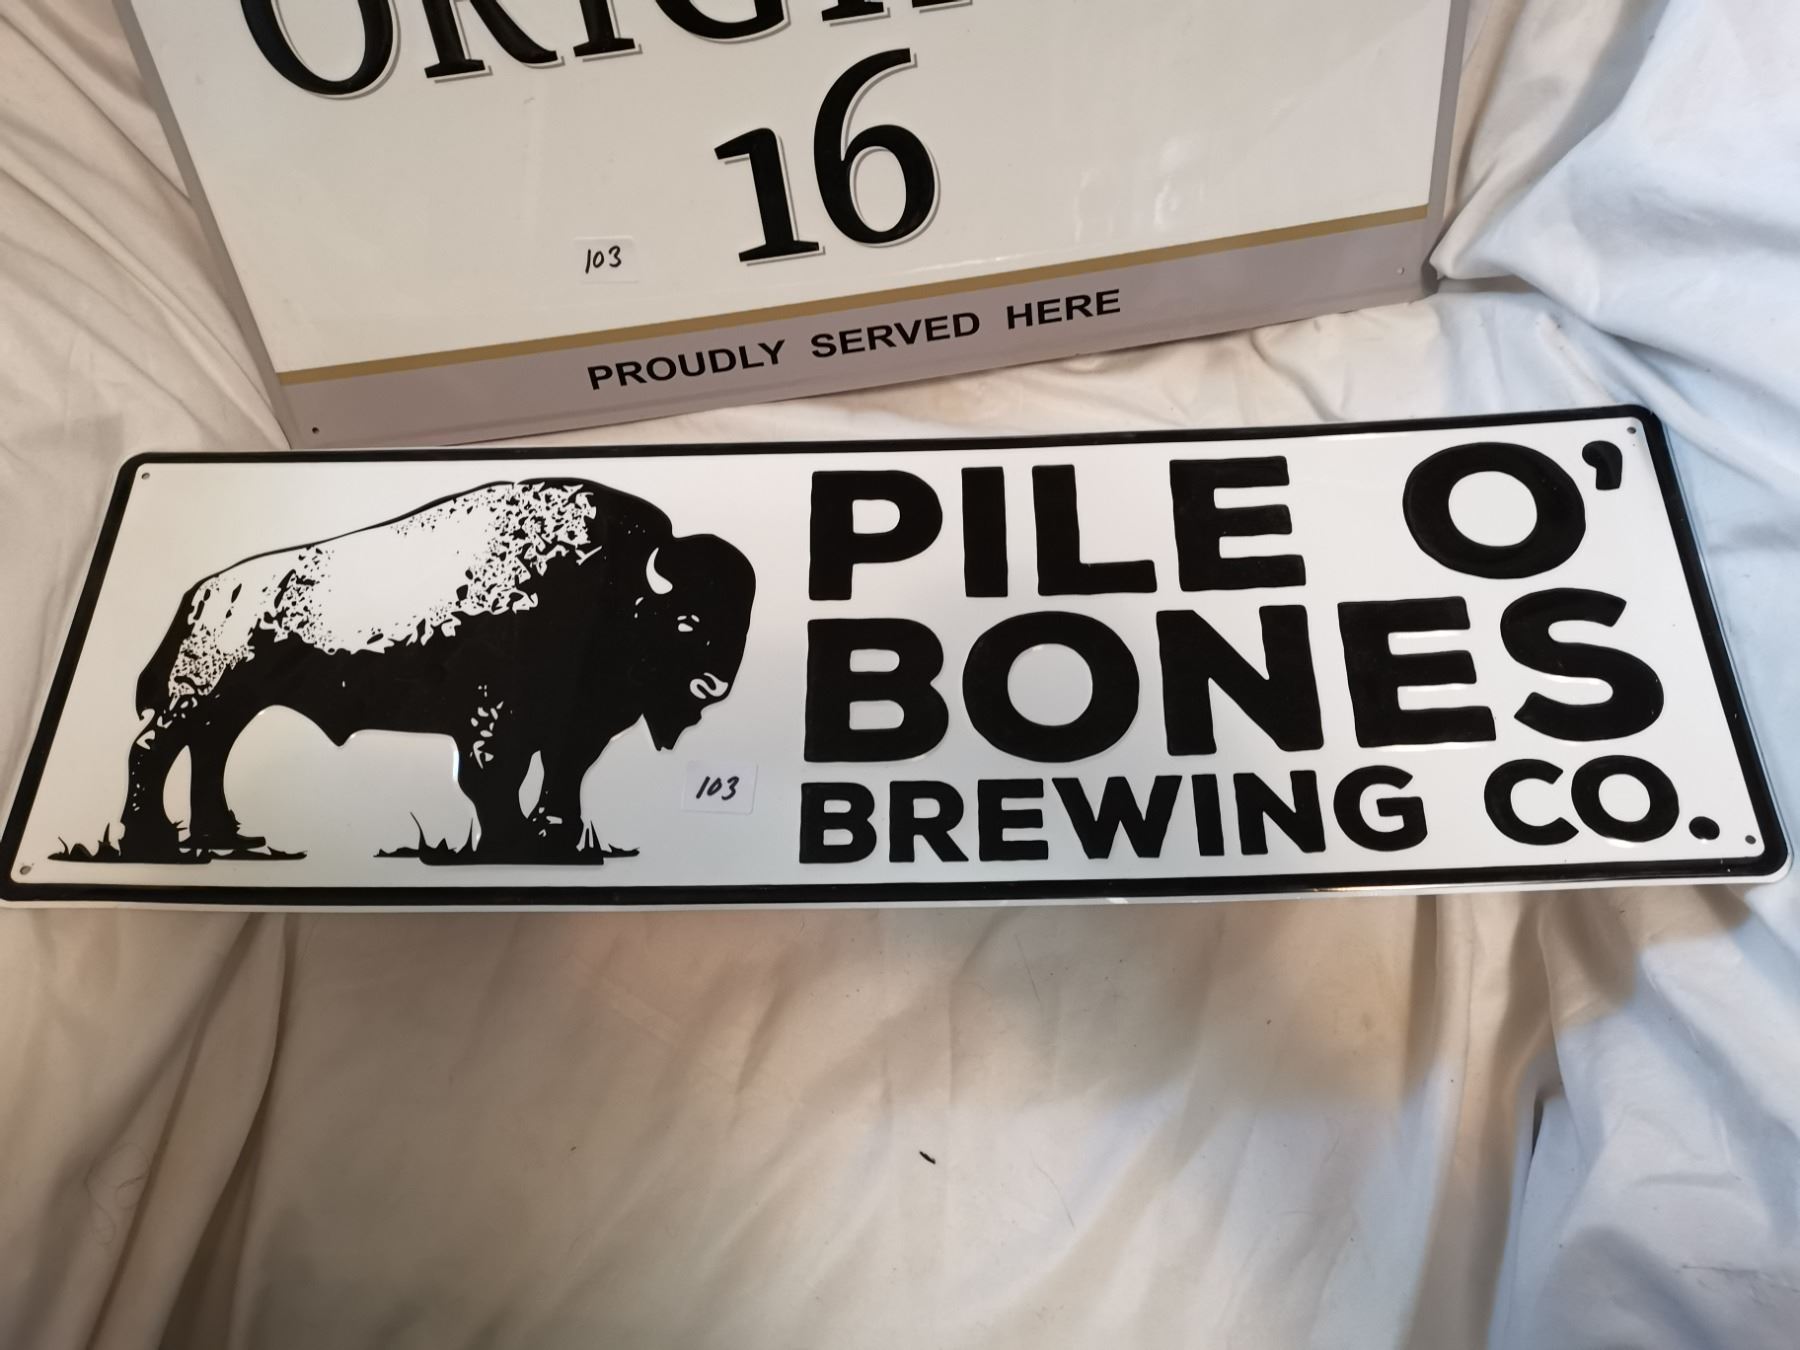 16
103
PROUDLY SERVED HERE
PILE O'
BONES
BREWING CO.
103